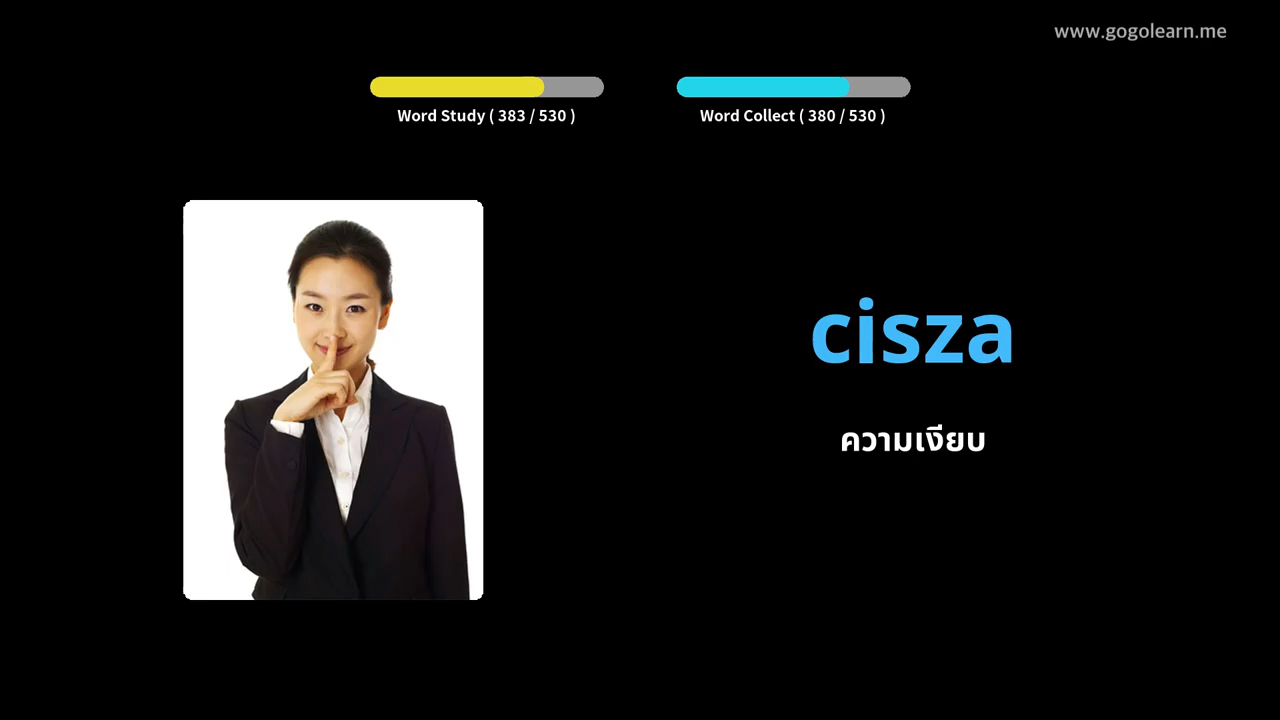 www.gogolearn.me
Word Study ( 383 / 530 )
Word Collect ( 380 / 530 )
cisza
ความเงียบ